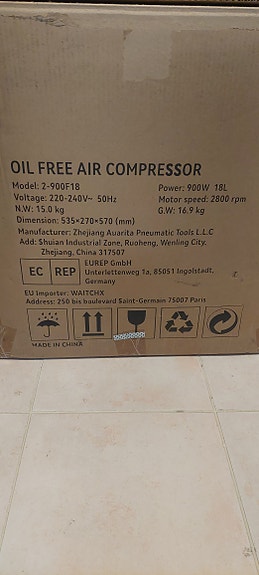 OIL FREE AIR COMPRESSOR
Model: 2-900F18 Power: 900W 18L
Voltage: 220-240V~ 50Hz Motor speed: 2800 rpm
N.W: 15.0 kg G.W: 16.9 kg
Dimension: 535×270×570 (mm)
Manufacturer: Zhejiang Auarita Pneumatic Tools L.L.C
Add: Shuian Industrial Zone, Ruoheng, Wenling City,
Zhejiang, China 317507
EC REP EUREP GmbH
Unterlettenweg 1a, 85051 Ingolstadt,
Germany
EU Importer: WAITCHX
Address: 250 bis boulevard Saint-Germain 75007 Paris
MADE IN CHINA